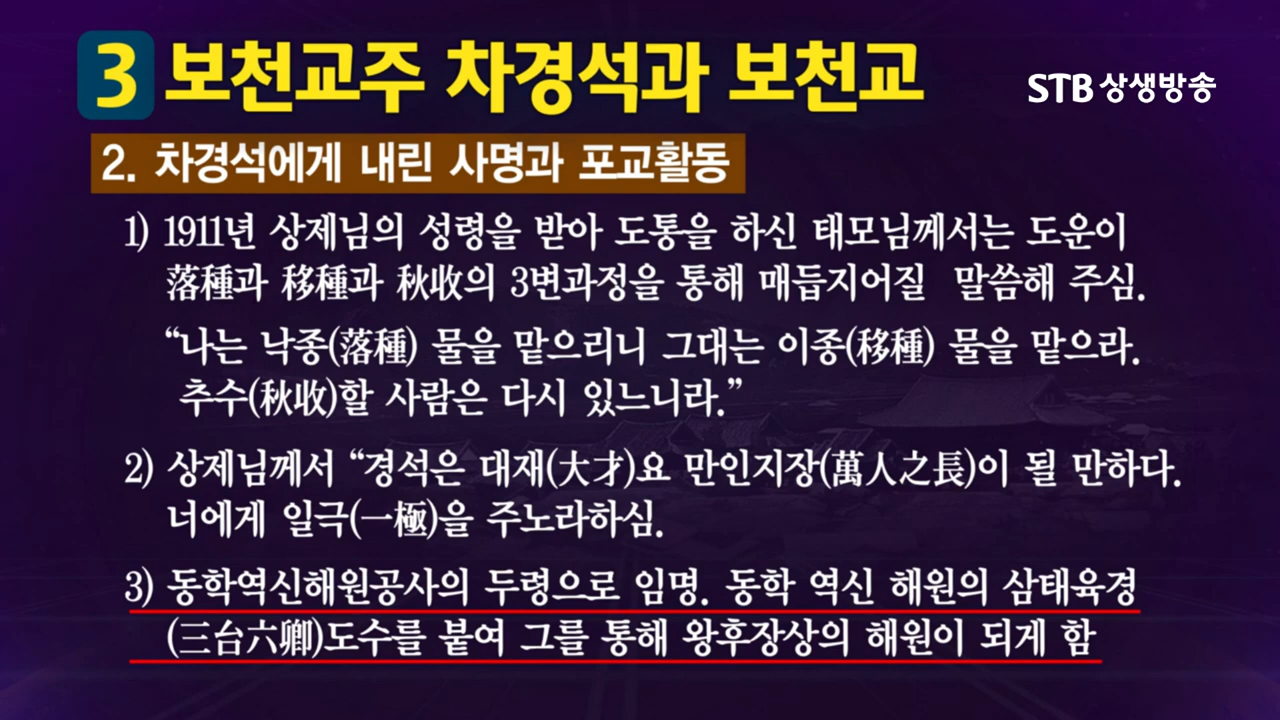 3 보천교주 차경석과 보천교
STB 상생방송
2. 차경석에게 내린 사명과 포교활동
1) 1911년 상제님의 성령을 받아 도통을 하신 태모님께서는 도운이
落種과 移種과 秋收의 3변과정을 통해 매듭지어질 말씀해 주심.
“나는 낙종(落種) 물을 맡으리니 그대는 이종(移種) 물을 맡으라.
추수(秋收)할 사람은 다시 있느니라.”
2) 상제님께서 “경석은 대재(大才)요 만인지장(萬人之長)이 될 만하다.
너에게 일극(一極)을 주노라하심.
3) 동학역신해원공사의 두령으로 임명. 동학 역신 해원의 삼태육경
(三台六卿)도수를 붙여 그를 통해 왕후장상의 해원이 되게 함